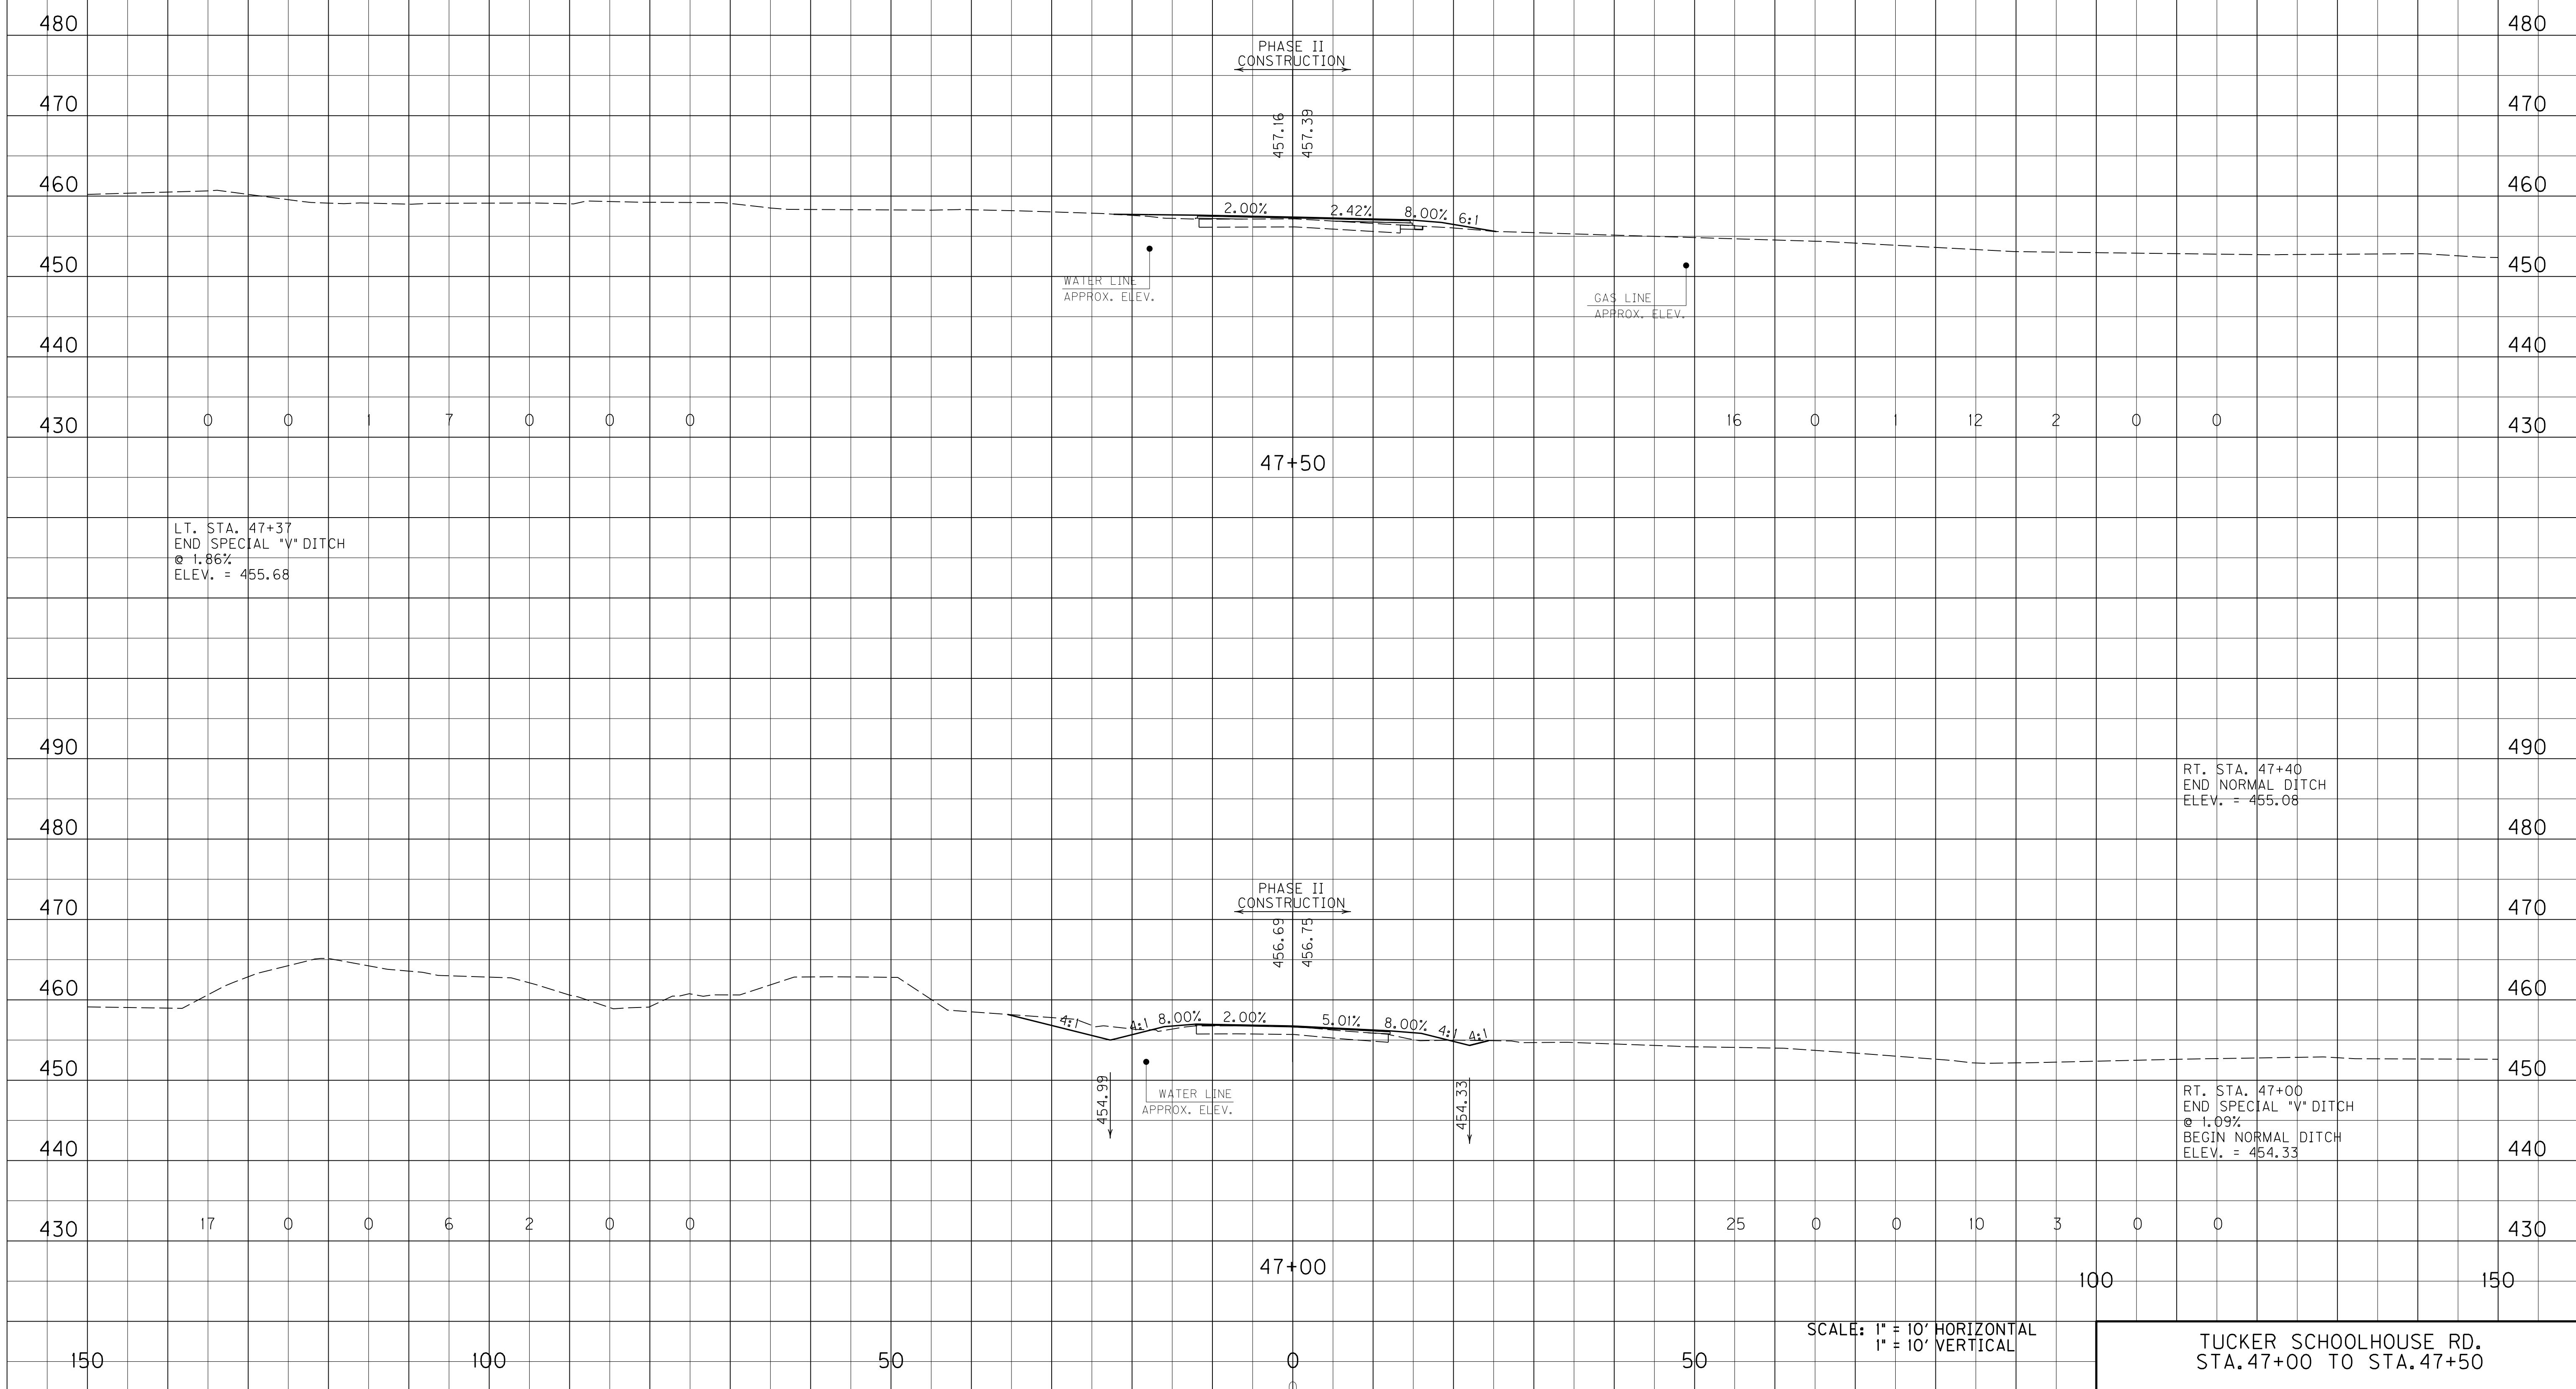 480 480
PHASE II
CONSTRUCTION
470 470
457.16
457.39
460 460
2.00% 2.42% 8.00% 6:1
450 450
WATER LINE
APPROX. ELEV.
GAS LINE
APPROX. ELEV.
440 440
430 0 0 1 7 0 0 0 16 0 1 12 2 0 0 430
47+50
LT. STA. 47+37
END SPECIAL "V" DITCH
@ 1.86%
ELEV. = 455.68
490 490
RT. STA. 47+40
END NORMAL DITCH
ELEV. = 455.08
480 480
PHASE II
CONSTRUCTION
470 470
456.69
456.75
460 460
4:1 4:1 8.00% 2.00% 5.01% 8.00% 4:1 4:1
450 450
454.99
WATER LINE
APPROX. ELEV.
454.33
RT. STA. 47+00
END SPECIAL "V" DITCH
@ 1.09%
BEGIN NORMAL DITCH
ELEV. = 454.33
440 440
430 17 0 0 6 2 0 0 25 0 0 10 3 0 0 430
47+00
100 150
SCALE: 1" = 10' HORIZONTAL
1" = 10' VERTICAL
150 100 50 0 50
TUCKER SCHOOLHOUSE RD.
STA.47+00 TO STA.47+50